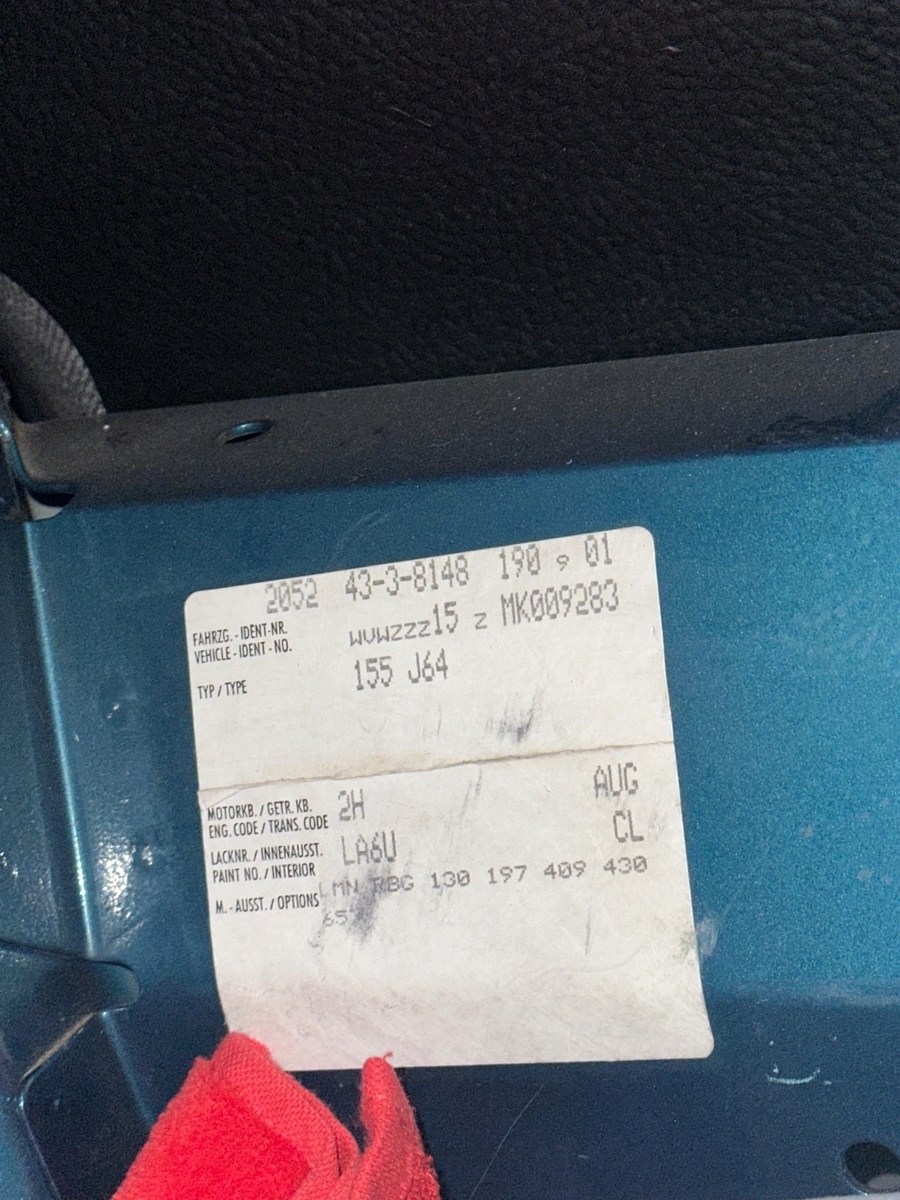 2052 43-3-8148 190 9 01
FAHRZG. - IDENT-NR.
VEHICLE - IDENT - NO.
WVWZZZ15 Z MK009283
TYP / TYPE
155 J64
MOTORKB. / GETR. KB.
ENG. CODE / TRANS. CODE
2H AUG
LACKNR. / INNENAUSST.
PAINT NO. / INTERIOR
LA6U CL
M. - AUSST. / OPTIONS
MN RBG 130 197 409 430